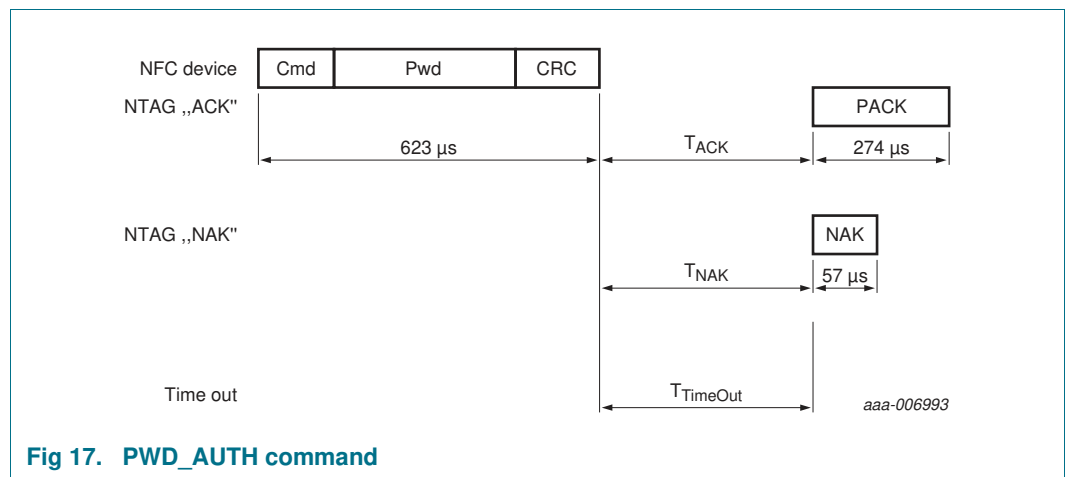 NFC device Cmd Pwd CRC
NTAG ,,ACK" PACK
623 µs TACK 274 µs
NTAG ,,NAK" NAK
TNAK 57 µs
Time out TTimeOut aaa-006993
Fig 17. PWD_AUTH command